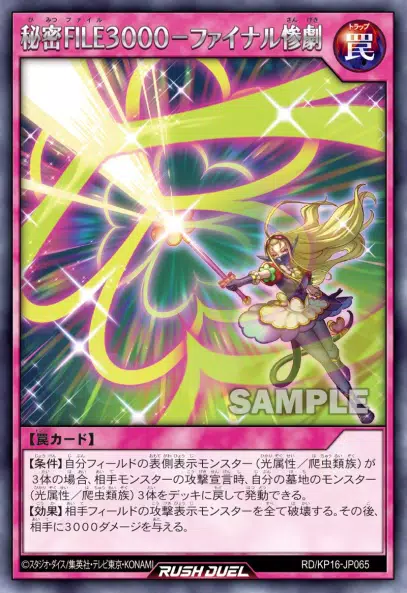 秘密FILE3000－ファイナル惨劇
トラップ
罠
SAMPLE
【罠カード】
【条件】自分フィールドの表側表示モンスター(光属性／爬虫類族)が
3体の場合、相手モンスターの攻撃宣言時、自分の墓地のモンスター
(光属性／爬虫類族)3体をデッキに戻して発動できる。
【効果】相手フィールドの攻撃表示モンスターを全て破壊する。その後、
相手に3000ダメージを与える。
©スタジオ・ダイス/集英社・テレビ東京・KONAMI
RUSH DUEL
RD/KP16-JP065